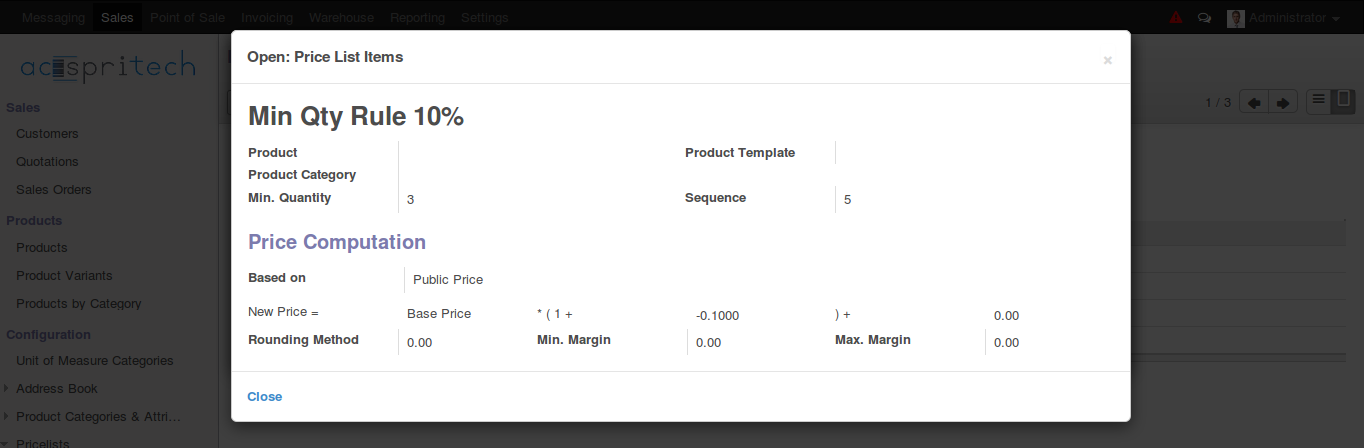 Messaging Sales Point of Sale Invoicing Warehouse Reporting Settings Administrator
Open: Price List Items ×
acespritech
Sales
Customers
Quotations
Sales Orders
Products
Products
Product Variants
Products by Category
Configuration
Unit of Measure Categories
Address Book
Product Categories & Attri...
Pricelists
1 / 3
Min Qty Rule 10%
Product Product Template
Product Category
Min. Quantity 3 Sequence 5
Price Computation
Based on Public Price
New Price = Base Price * ( 1 + -0.1000 ) + 0.00
Rounding Method 0.00 Min. Margin 0.00 Max. Margin 0.00
Close